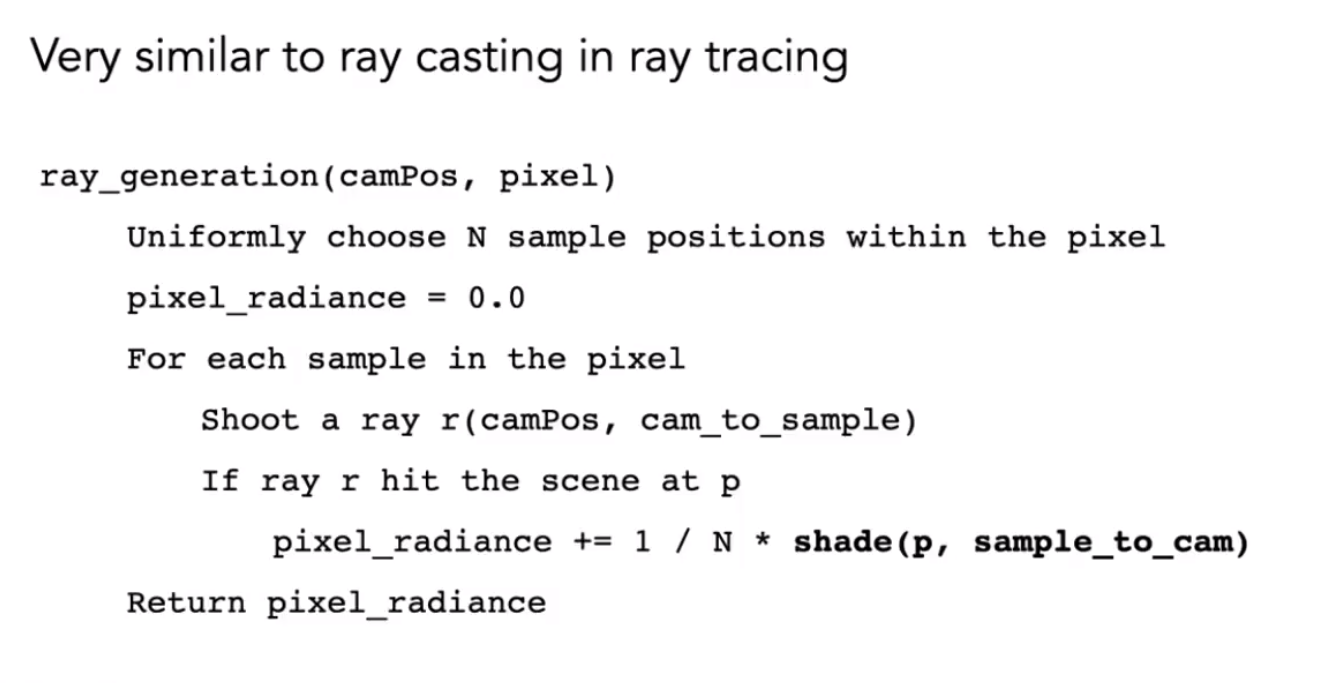 Very similar to ray casting in ray tracing
ray_generation(camPos, pixel)
Uniformly choose N sample positions within the pixel
pixel_radiance = 0.0
For each sample in the pixel
Shoot a ray r(camPos, cam_to_sample)
If ray r hit the scene at p
pixel_radiance += 1 / N * shade(p, sample_to_cam)
Return pixel_radiance